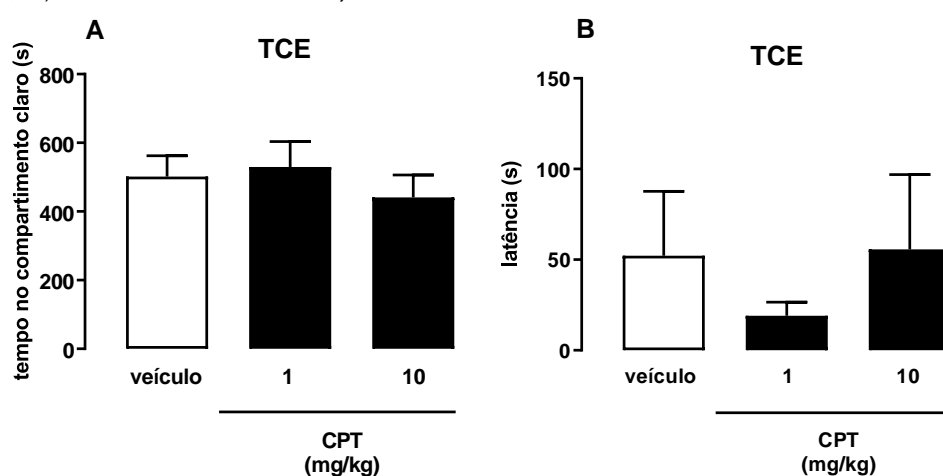 A
TCE
tempo no compartimento claro (s)
800
600
400
200
0
veículo
1
10
CPT
(mg/kg)
B
TCE
latência (s)
150
100
50
0
veículo
1
10
CPT
(mg/kg)